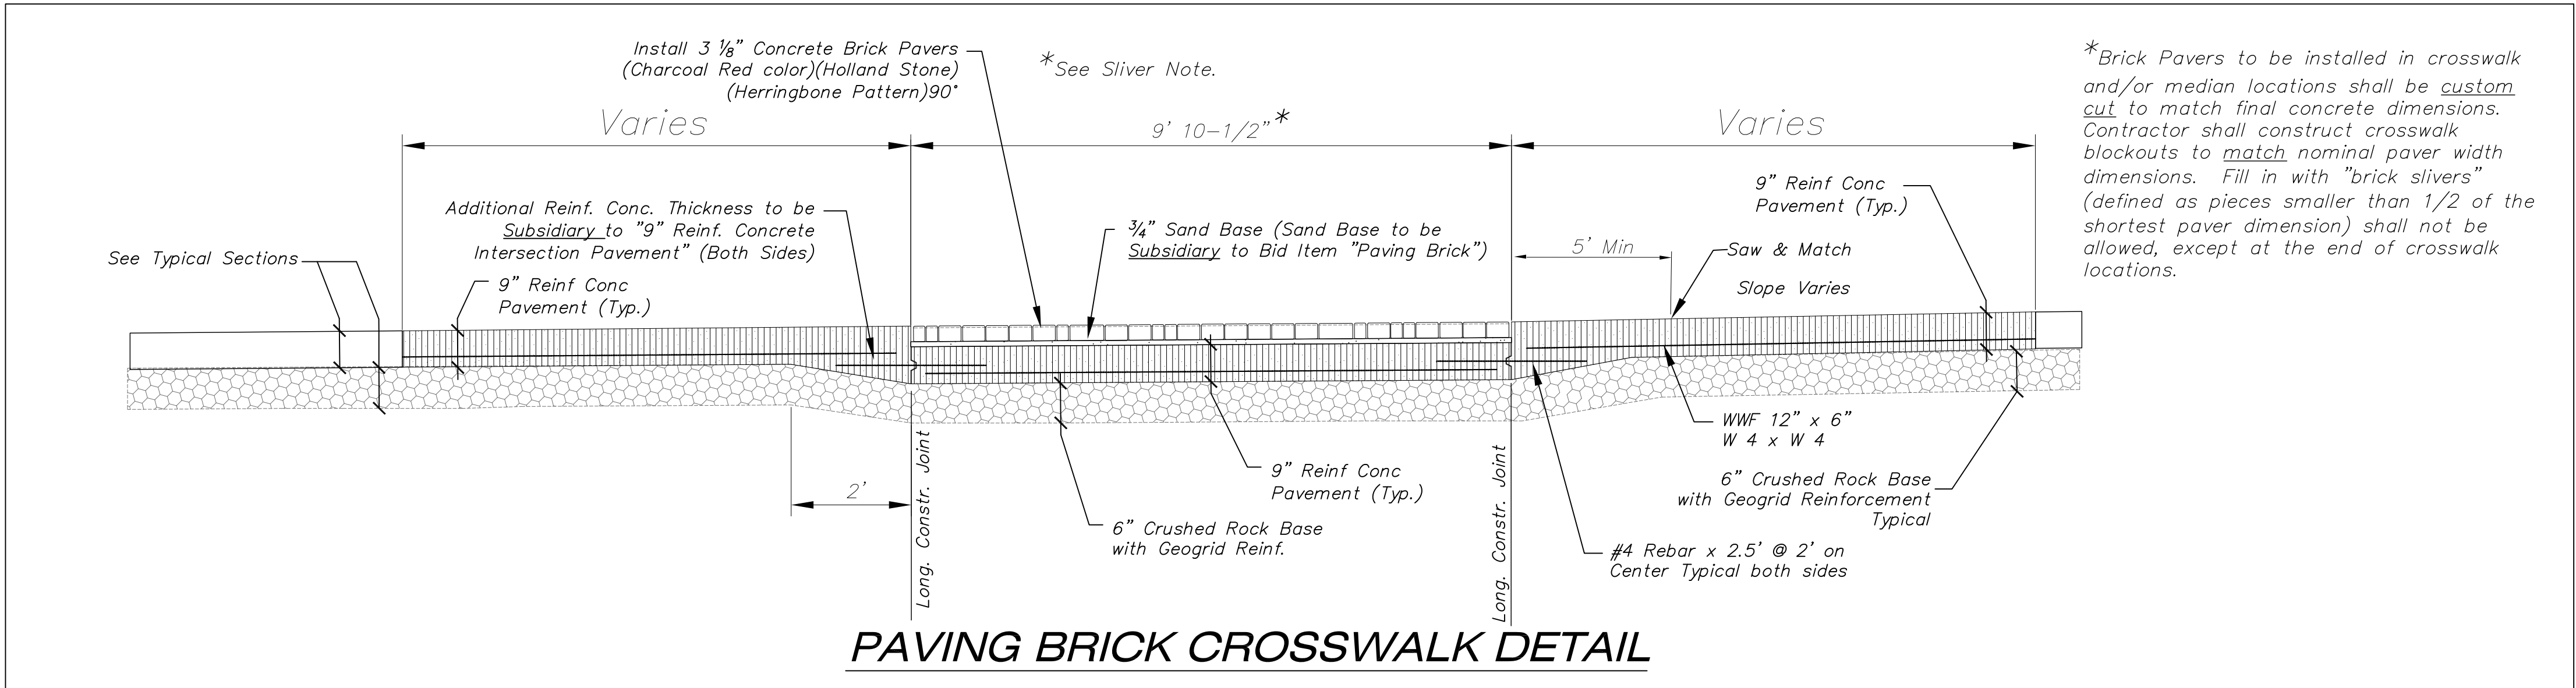 Install 3 ⅛" Concrete Brick Pavers
(Charcoal Red color)(Holland Stone)
(Herringbone Pattern)90°
*See Sliver Note.
*Brick Pavers to be installed in crosswalk
and/or median locations shall be custom
cut to match final concrete dimensions.
Contractor shall construct crosswalk
blockouts to match nominal paver width
dimensions. Fill in with "brick slivers"
(defined as pieces smaller than 1/2 of the
shortest paver dimension) shall not be
allowed, except at the end of crosswalk
locations.
Varies
9' 10-1/2"*
Varies
Additional Reinf. Conc. Thickness to be
Subsidiary to "9" Reinf. Concrete
Intersection Pavement" (Both Sides)
¾" Sand Base (Sand Base to be
Subsidiary to Bid Item "Paving Brick")
9" Reinf Conc
Pavement (Typ.)
5' Min
Saw & Match
Slope Varies
See Typical Sections
9" Reinf Conc
Pavement (Typ.)
WWF 12" x 6"
W 4 x W 4
9" Reinf Conc
Pavement (Typ.)
6" Crushed Rock Base
with Geogrid Reinforcement
Typical
2'
6" Crushed Rock Base
with Geogrid Reinf.
#4 Rebar x 2.5' @ 2' on
Center Typical both sides
Long. Constr. Joint
Long. Constr. Joint
PAVING BRICK CROSSWALK DETAIL